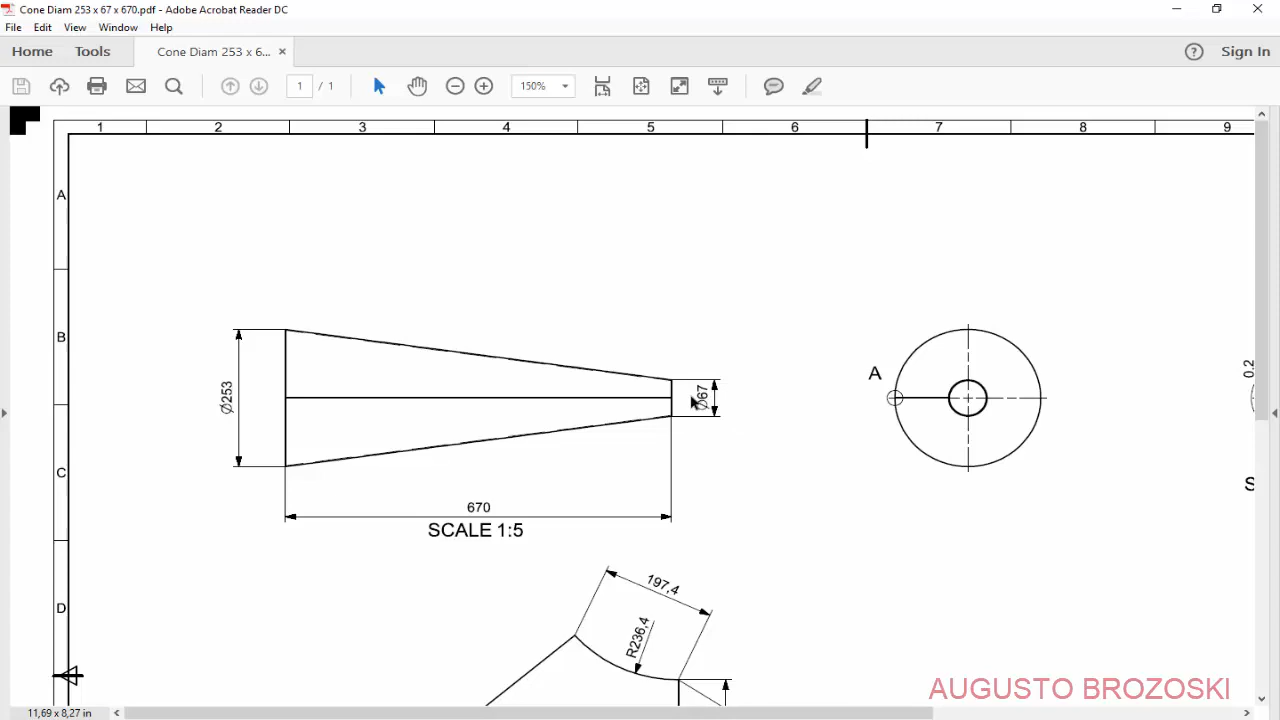 Cone Diam 253 x 67 x 670.pdf - Adobe Acrobat Reader DC
File Edit View Window Help
Home Tools Cone Diam 253 x 6... × Sign In
1 / 1 150%
1 2 3 4 5 6 7 8 9
A
B
C
D
Ø253
Ø67
670
SCALE 1:5
A
0.2
S
197,4
R236,4
AUGUSTO BROZOSKI
11,69 x 8,27 in